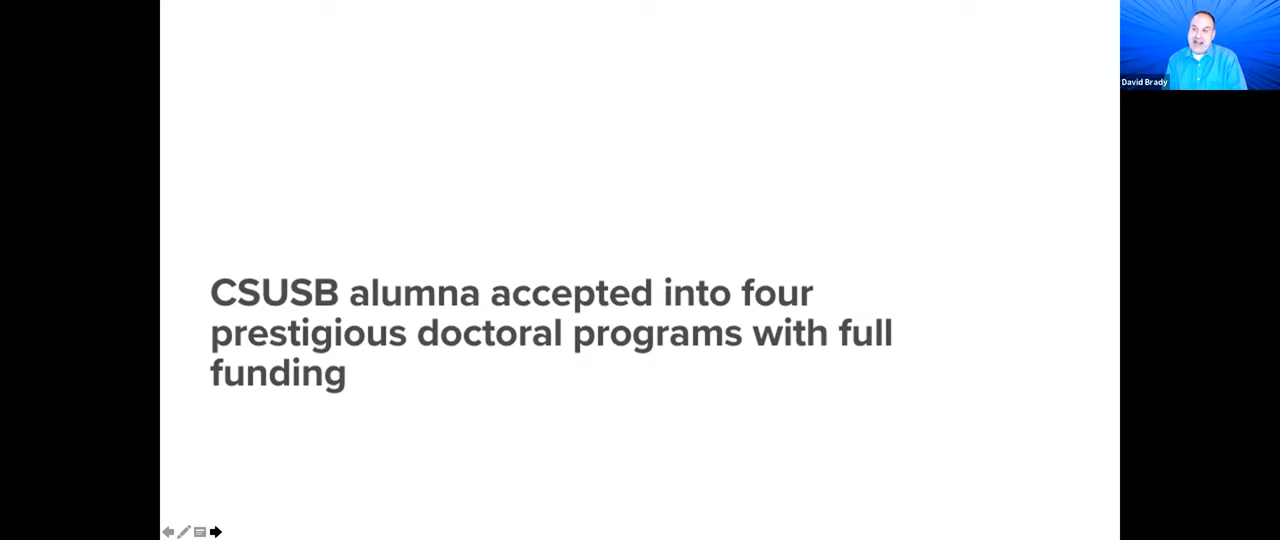 David Brady
CSUSB alumna accepted into four
prestigious doctoral programs with full
funding